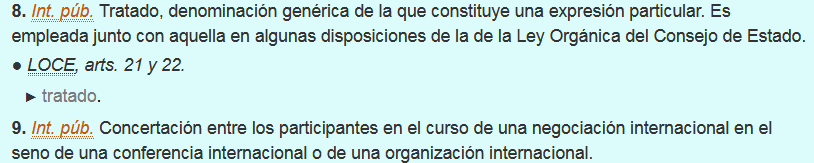 8. Int. púb. Tratado, denominación genérica de la que constituye una expresión particular. Es
empleada junto con aquella en algunas disposiciones de la de la Ley Orgánica del Consejo de Estado.
● LOCE, arts. 21 y 22.
► tratado.
9. Int. púb. Concertación entre los participantes en el curso de una negociación internacional en el
seno de una conferencia internacional o de una organización internacional.